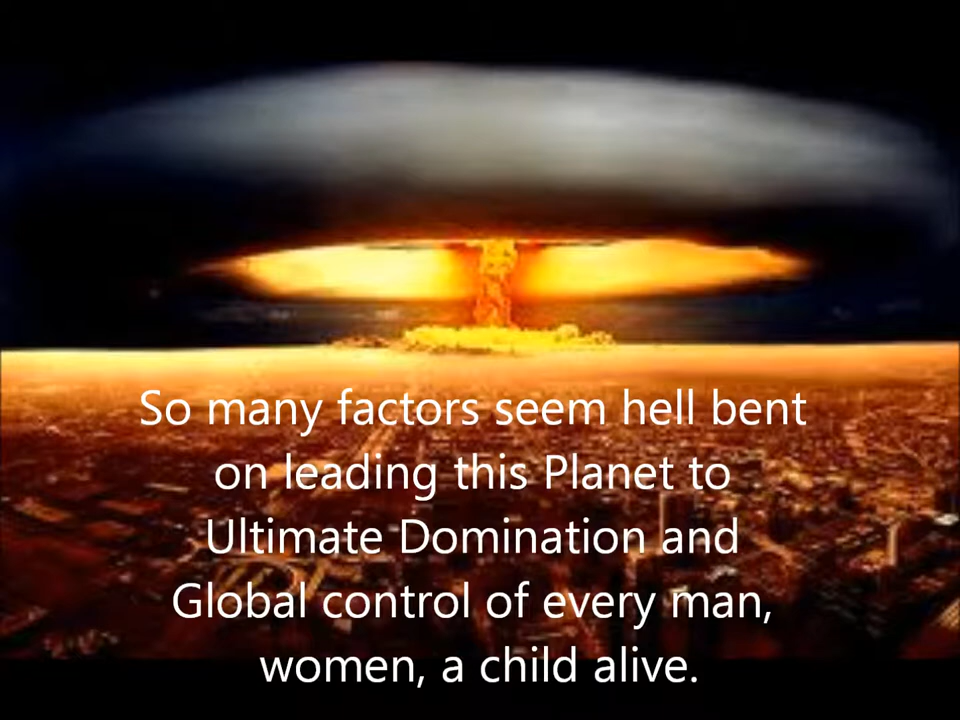 So many factors seem hell bent
on leading this Planet to
Ultimate Domination and
Global control of every man,
women, a child alive.